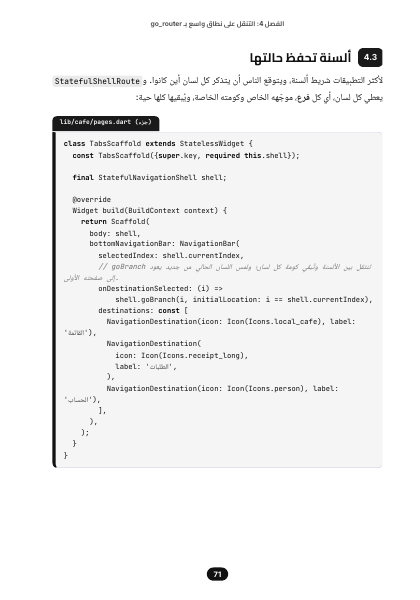 الفصل 4: التنقل على نطاق واسع بـ go_router
4.3 ألسنة تحفظ حالتها
لأكثر التطبيقات شريط ألسنة، ويتوقع الناس أن يتذكر كل لسان أين كانوا. وStatefulShellRoute
يعطي كل لسان، أي كل فرع، موجّهه الخاص وكومته الخاصة، ويُبقيها كلها حية:
lib/cafe/pages.dart (جزء)
class TabsScaffold extends StatelessWidget {
  const TabsScaffold({super.key, required this.shell});
  final StatefulNavigationShell shell;
  @override
  Widget build(BuildContext context) {
    return Scaffold(
      body: shell,
      bottomNavigationBar: NavigationBar(
        selectedIndex: shell.currentIndex,
        // goBranch لتنقل بين الألسنة وتُبقي كومة كل لسان؛ ولمس اللسان الحالي من جديد يعود
إلى صفحته الأولى.
        onDestinationSelected: (i) =>
            shell.goBranch(i, initialLocation: i == shell.currentIndex),
        destinations: const [
          NavigationDestination(icon: Icon(Icons.local_cafe), label:
'القائمة'),
          NavigationDestination(
            icon: Icon(Icons.receipt_long),
            label: 'الطلبات',
          ),
          NavigationDestination(icon: Icon(Icons.person), label:
'الحساب'),
        ],
      ),
    );
  }
}
71